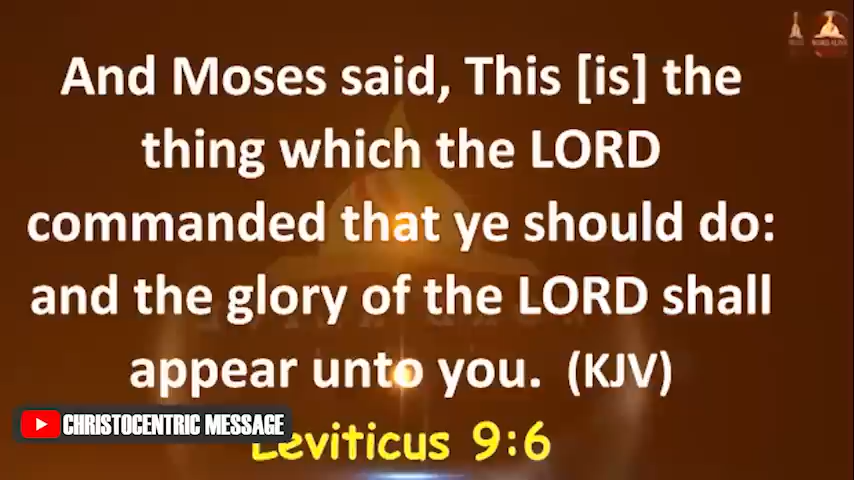 And Moses said, This [is] the
thing which the LORD
commanded that ye should do:
and the glory of the LORD shall
appear unto you. (KJV)
CHRISTOCENTRIC MESSAGE
Leviticus 9:6